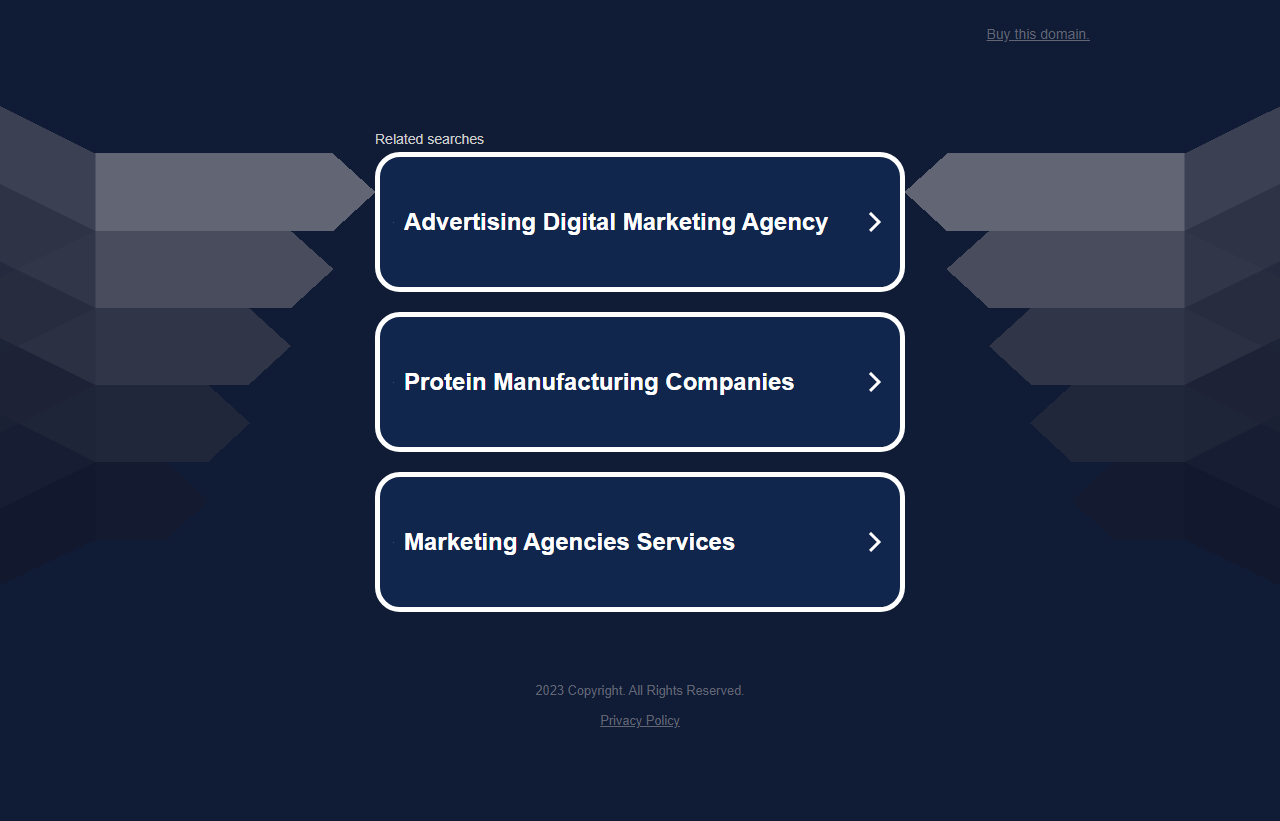 Buy this domain.
Related searches
Advertising Digital Marketing Agency
Protein Manufacturing Companies
Marketing Agencies Services
2023 Copyright. All Rights Reserved.
Privacy Policy